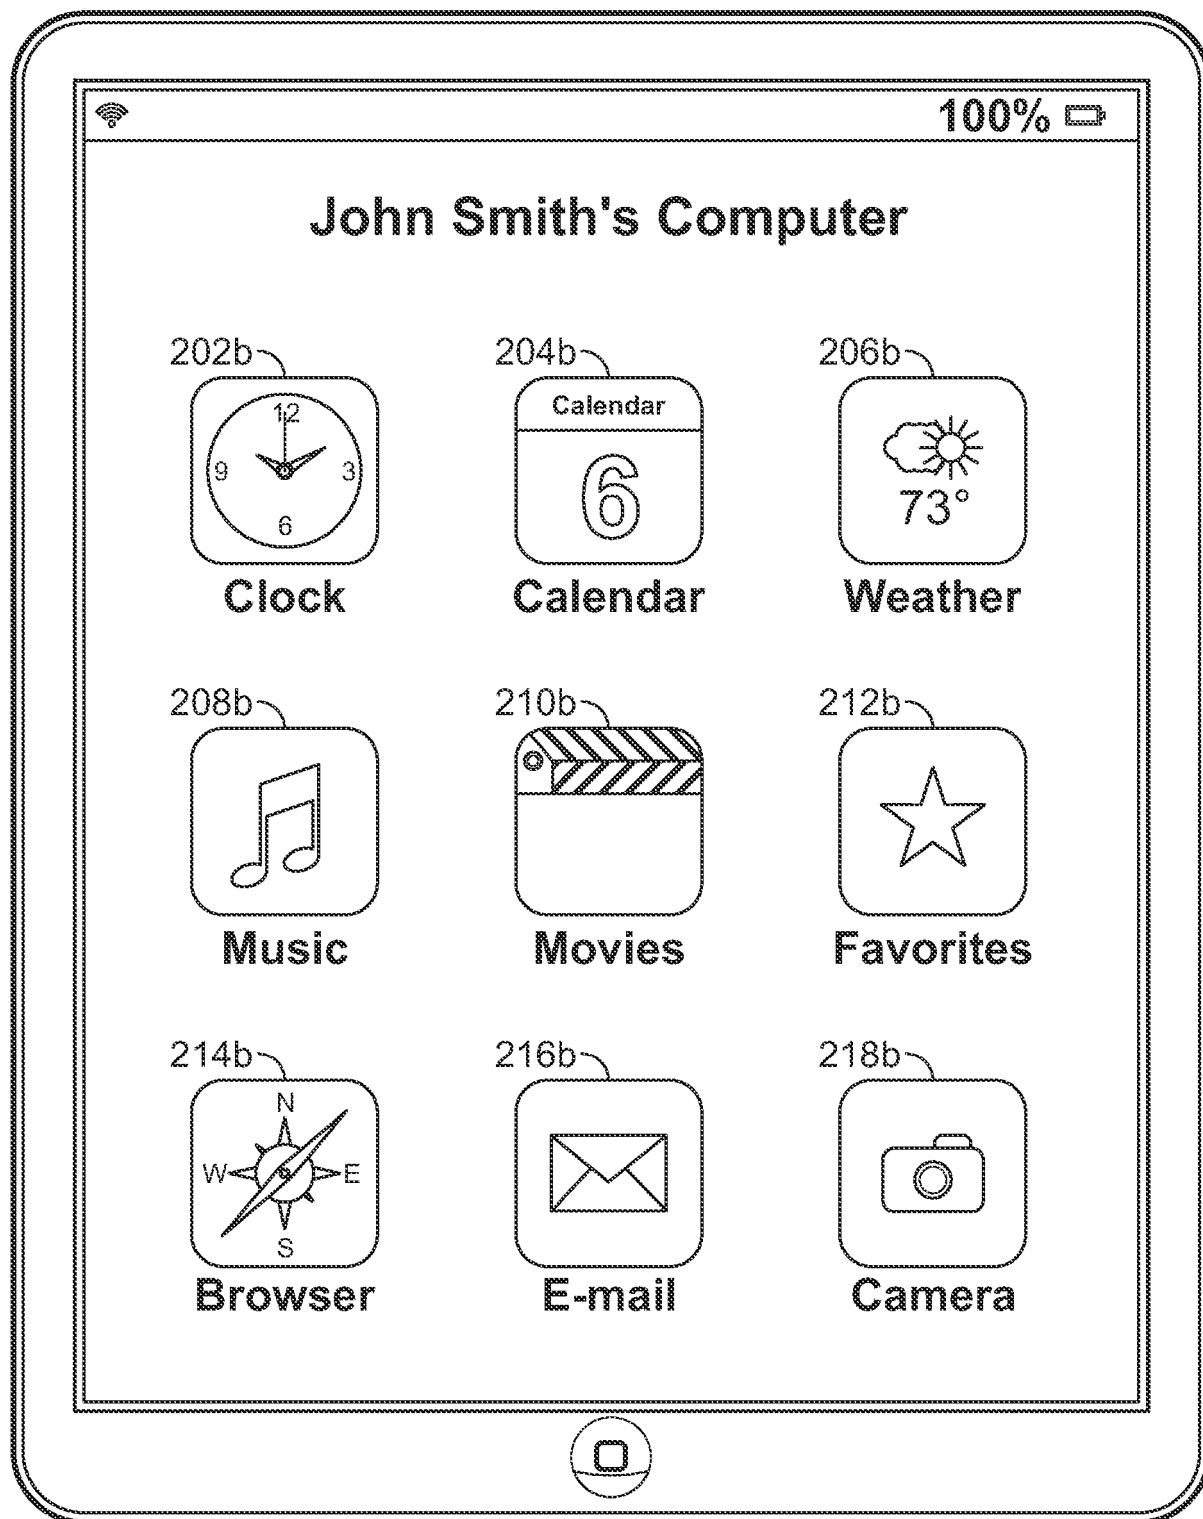 100%
John Smith's Computer
202b 204b 206b
12
9 3
6
Calendar
6
73°
Clock Calendar Weather
208b 210b 212b
Music Movies Favorites
214b 216b 218b
N
W E
S
Browser E-mail Camera